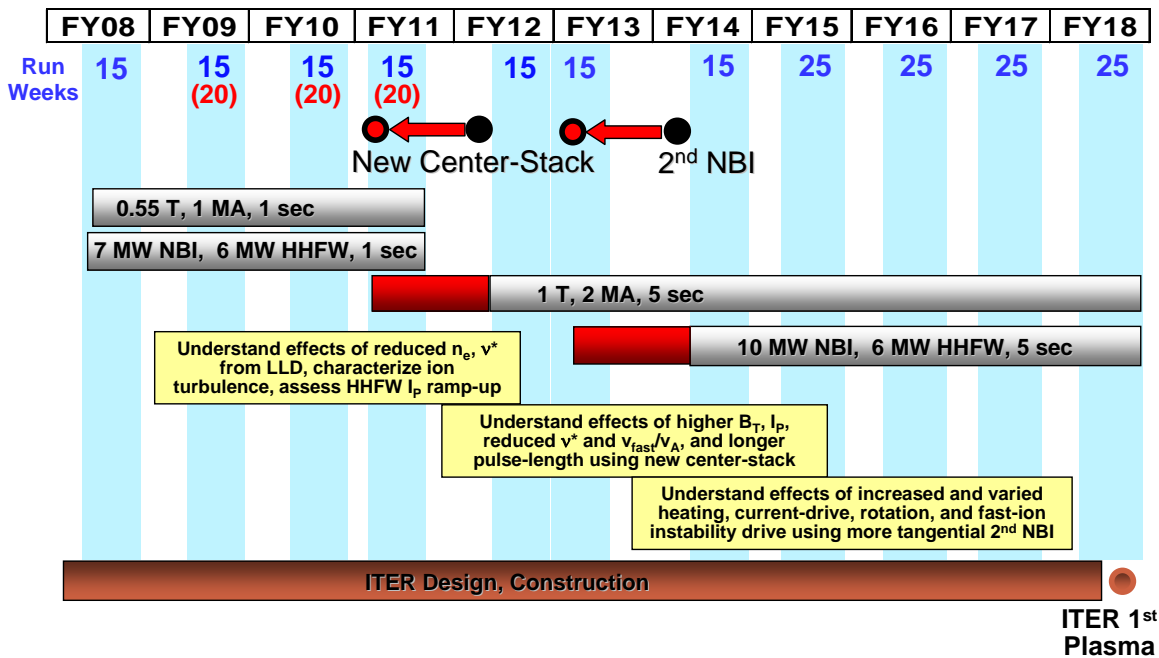 FY08 FY09 FY10 FY11 FY12 FY13 FY14 FY15 FY16 FY17 FY18
Run Weeks
15 15 15 15 15 15 15 25 25 25 25
(20) (20) (20)
New Center-Stack
2nd NBI
0.55 T, 1 MA, 1 sec
7 MW NBI, 6 MW HHFW, 1 sec
1 T, 2 MA, 5 sec
10 MW NBI, 6 MW HHFW, 5 sec
Understand effects of reduced ne, ν*
from LLD, characterize ion
turbulence, assess HHFW IP ramp-up
Understand effects of higher BT, IP,
reduced ν* and vfast/vA, and longer
pulse-length using new center-stack
Understand effects of increased and varied
heating, current-drive, rotation, and fast-ion
instability drive using more tangential 2nd NBI
ITER Design, Construction
ITER 1st
Plasma